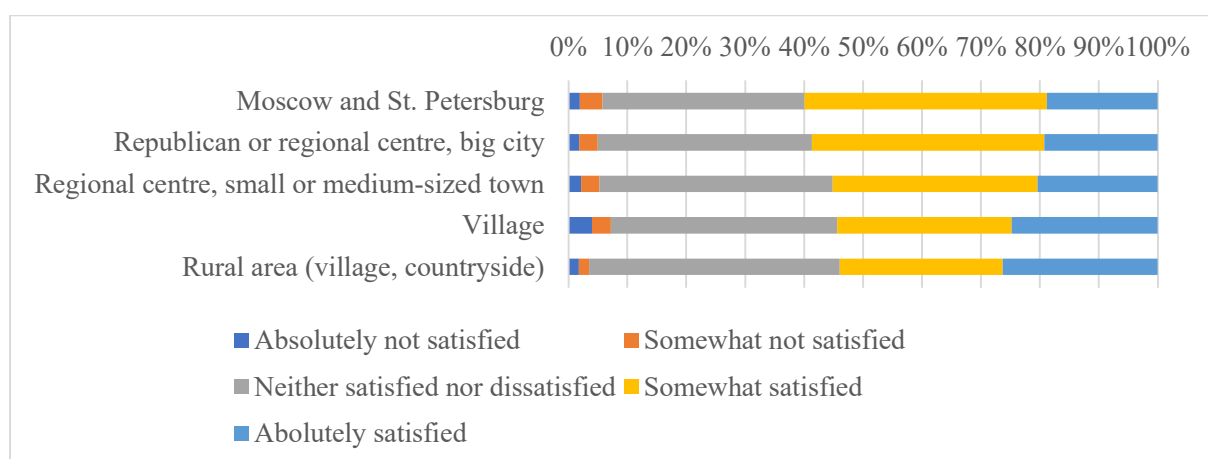 0% 10% 20% 30% 40% 50% 60% 70% 80% 90%100%
Moscow and St. Petersburg
Republican or regional centre, big city
Regional centre, small or medium-sized town
Village
Rural area (village, countryside)
Absolutely not satisfied Somewhat not satisfied
Neither satisfied nor dissatisfied Somewhat satisfied
Abolutely satisfied